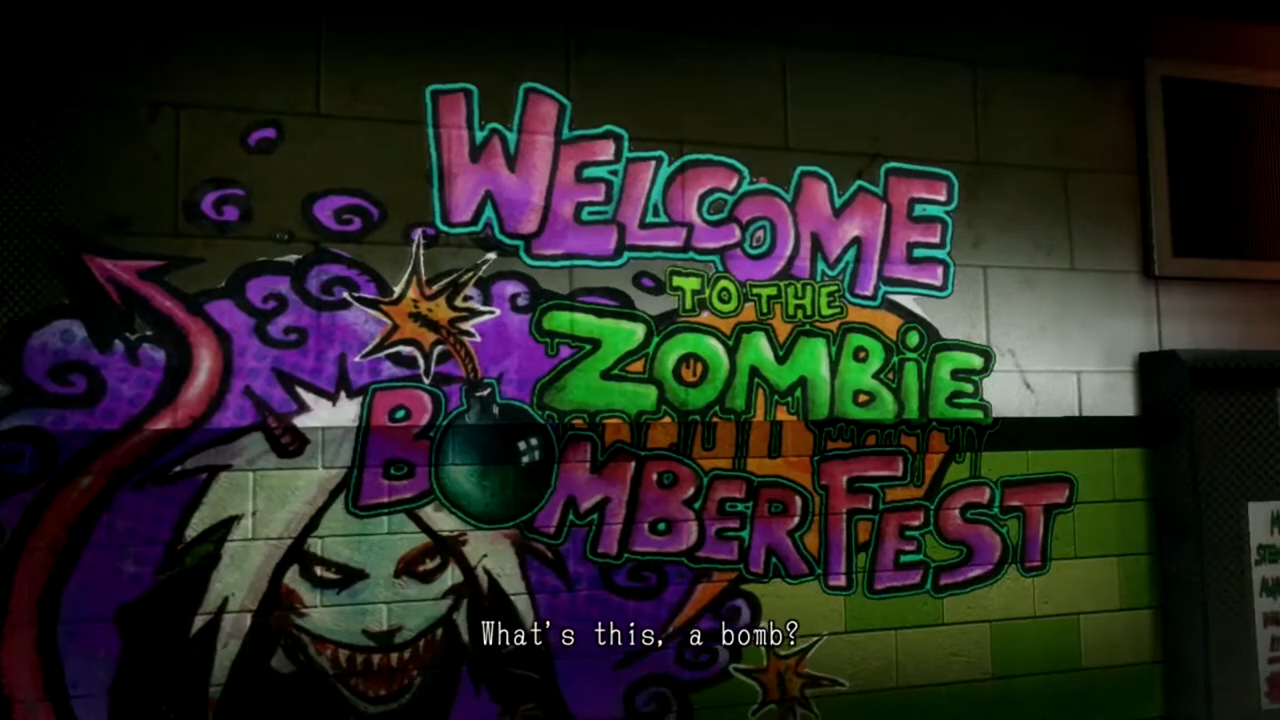 WELCOME
TO THE
ZOMBiE
BOMBERFEST
What's this, a bomb?